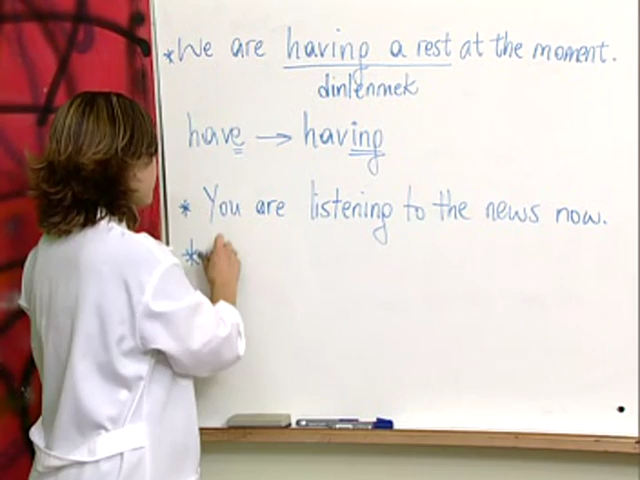 *We are having a rest at the moment.
dinlenmek
have → having
* You are listening to the news now.
*